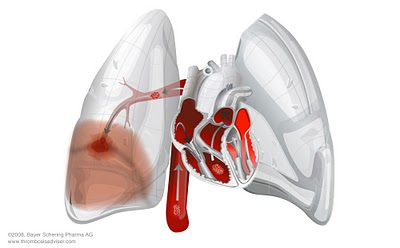 ©2008, Bayer Schering Pharma AG
www.thrombosisadviser.com